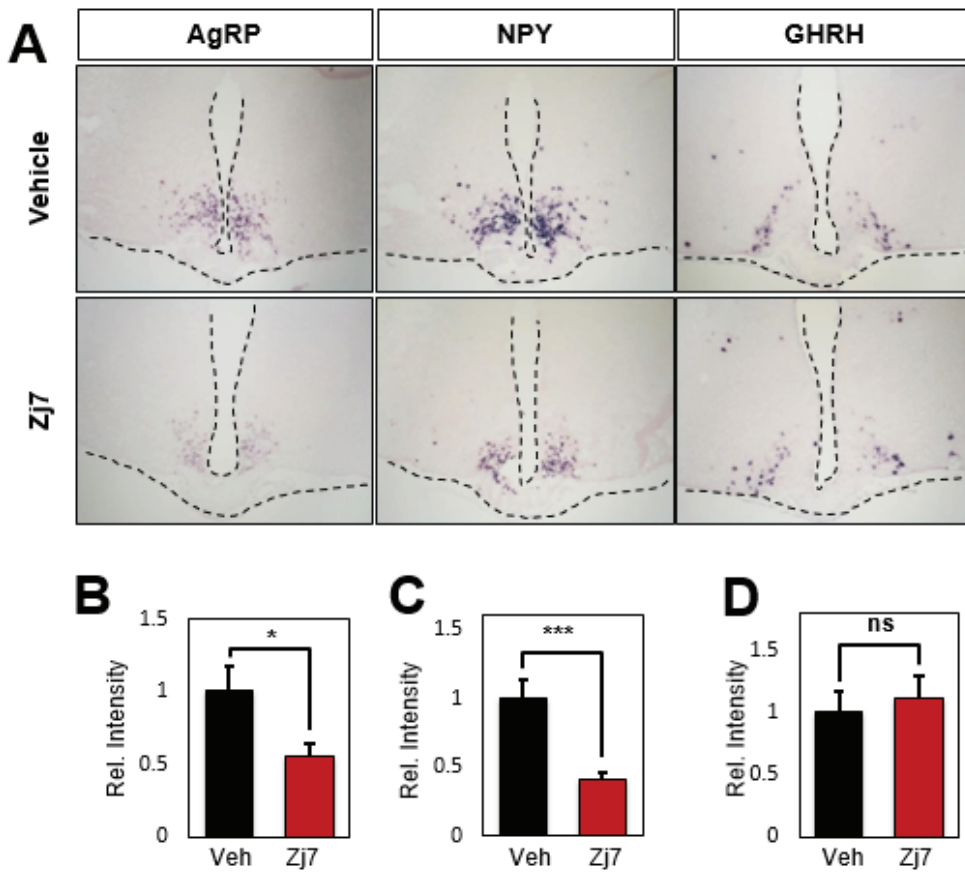 A
AgRP NPY GHRH
Vehicle
Zj7
B
1.5
1
0.5
0
Rel. Intensity
*
Veh Zj7
C
1.5
1
0.5
0
Rel. Intensity
***
Veh Zj7
D
1.5
1
0.5
0
Rel. Intensity
ns
Veh Zj7